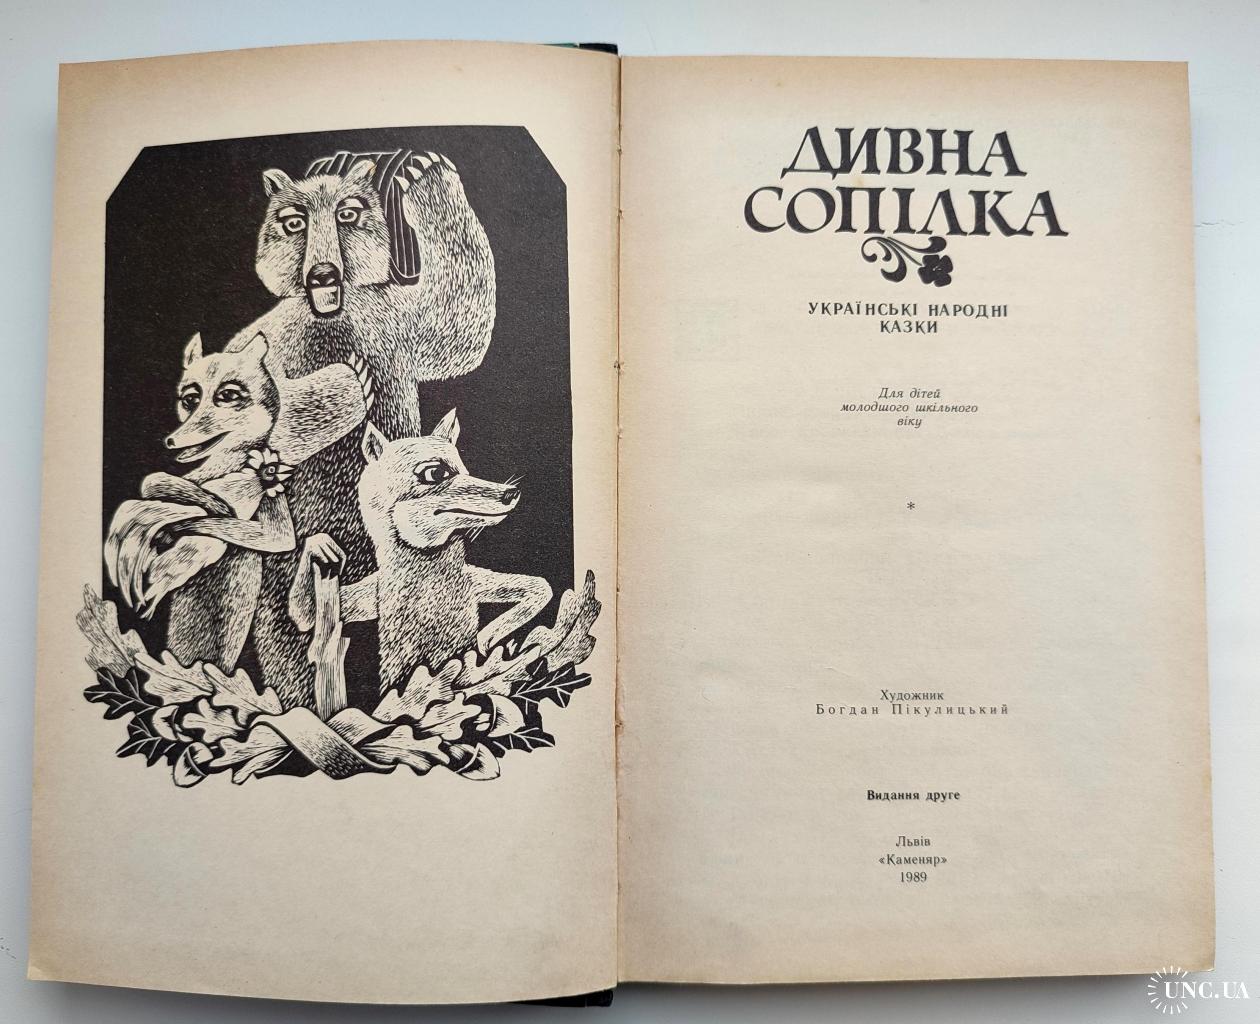 ДИВНА
СОПІЛКА
УКРАЇНСЬКІ НАРОДНІ
КАЗКИ
Для дітей
молодшого шкільного
віку
*
Художник
Богдан Пікулицький
Видання друге
Львів
«Каменяр»
1989
UNC.UA